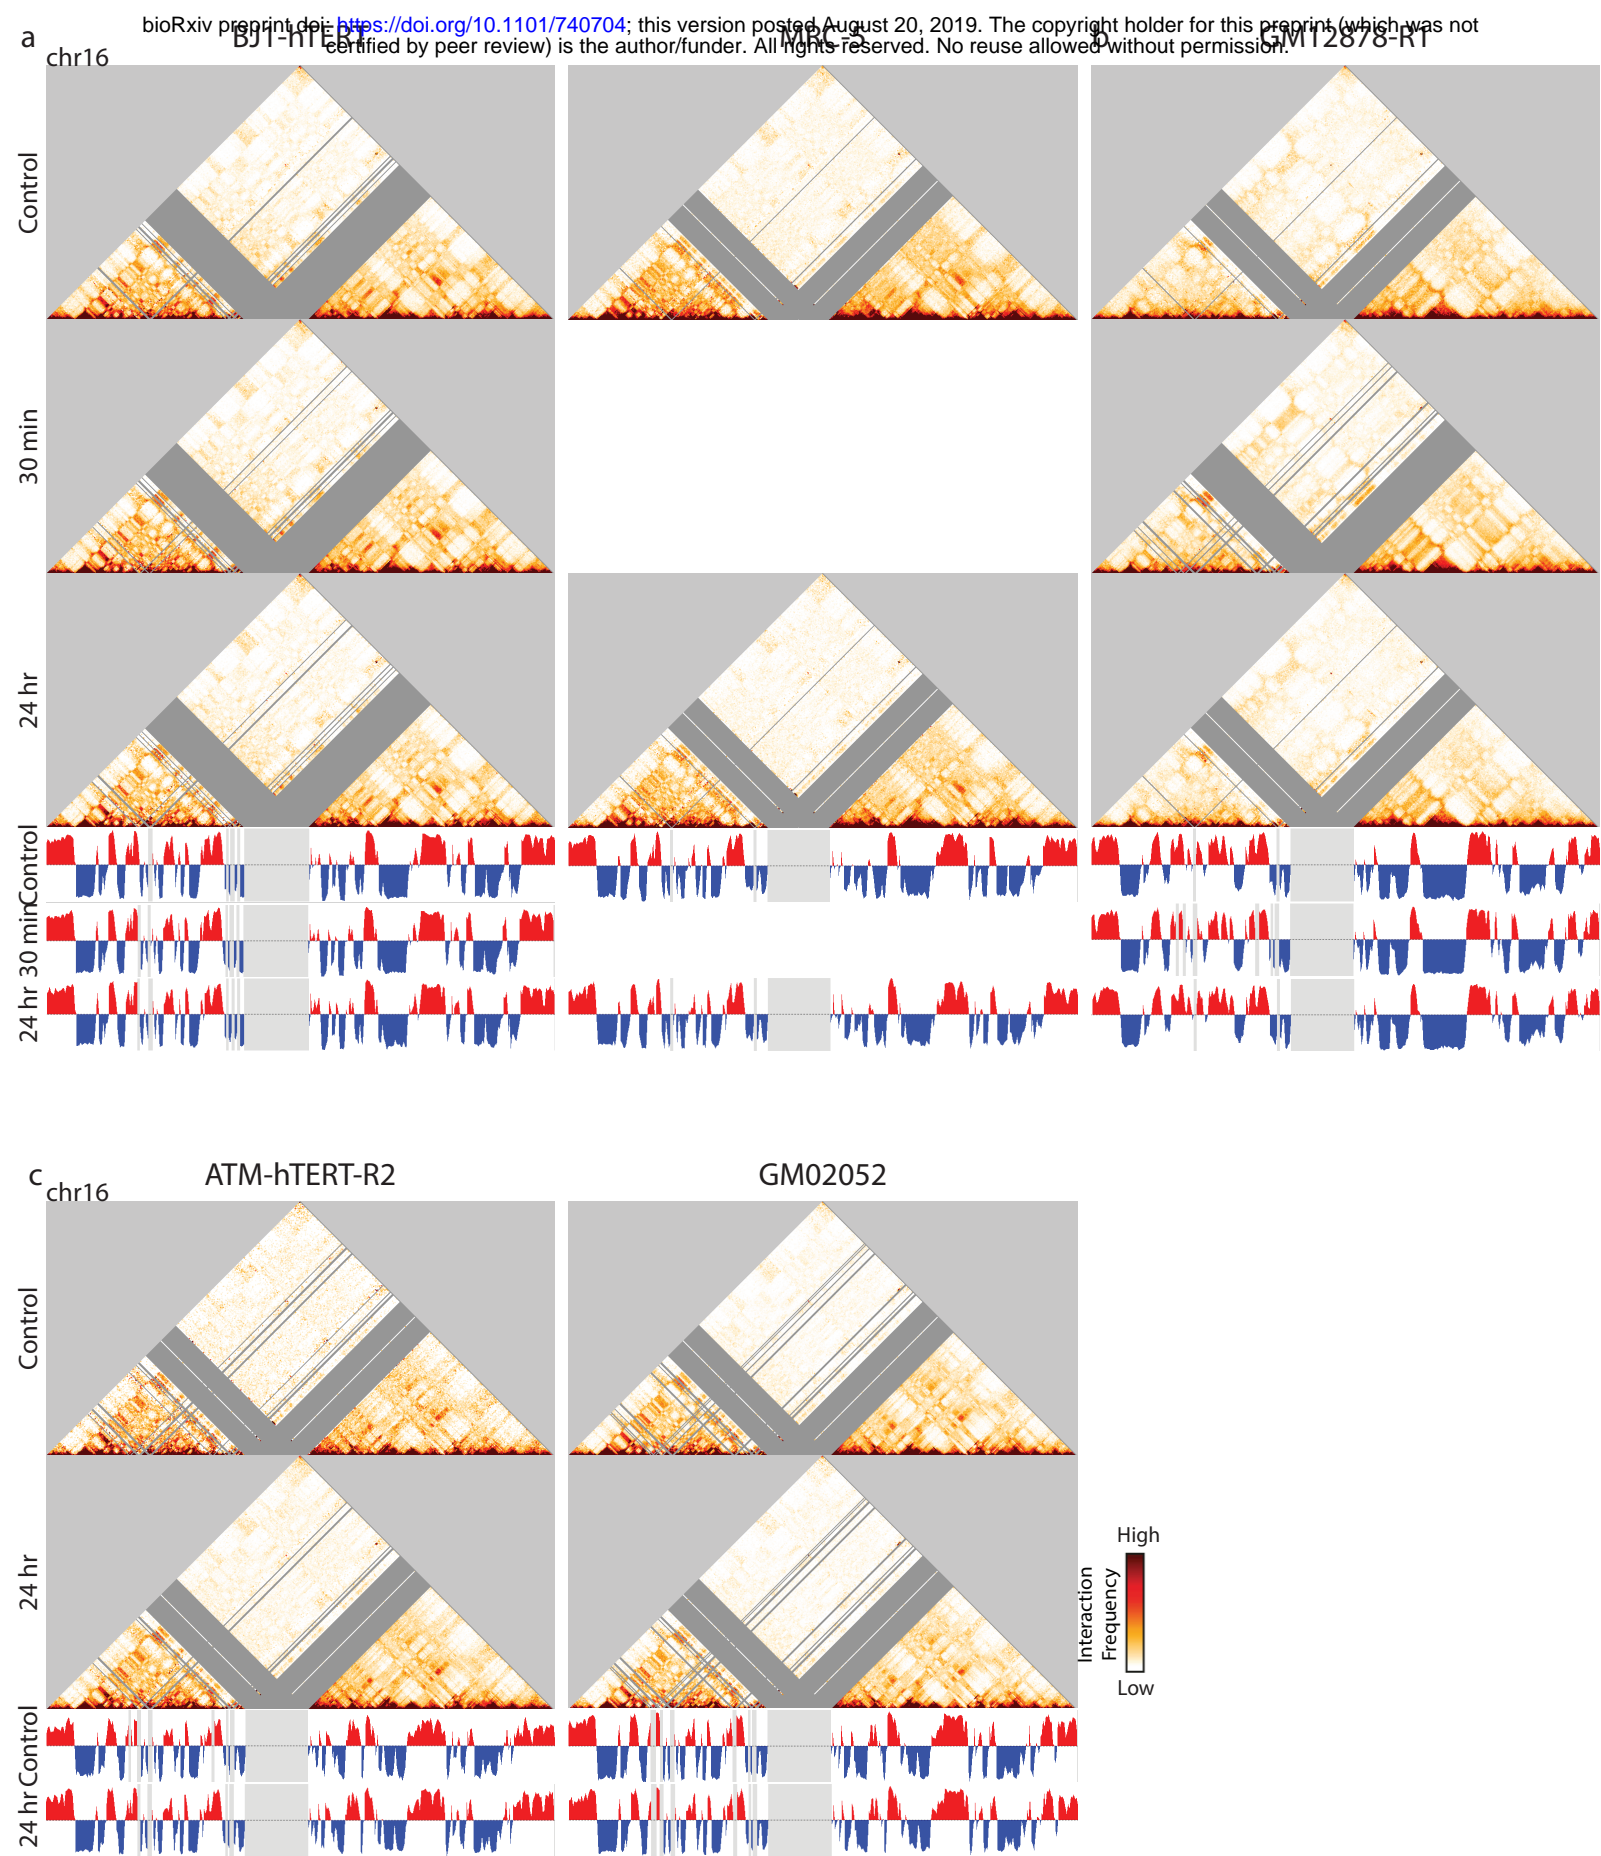 bioRxiv preprint doi: https://doi.org/10.1101/740704; this version posted August 20, 2019. The copyright holder for this preprint (which was not
certified by peer review) is the author/funder. All rights reserved. No reuse allowed without permission.
a
BJ1-hTERT
MRC-5
b
GM12878-R1
chr16
Control
30 min
24 hr
Control
30 min
24 hr
c
chr16
ATM-hTERT-R2
GM02052
Control
24 hr
High
Interaction
Frequency
Low
Control
24 hr